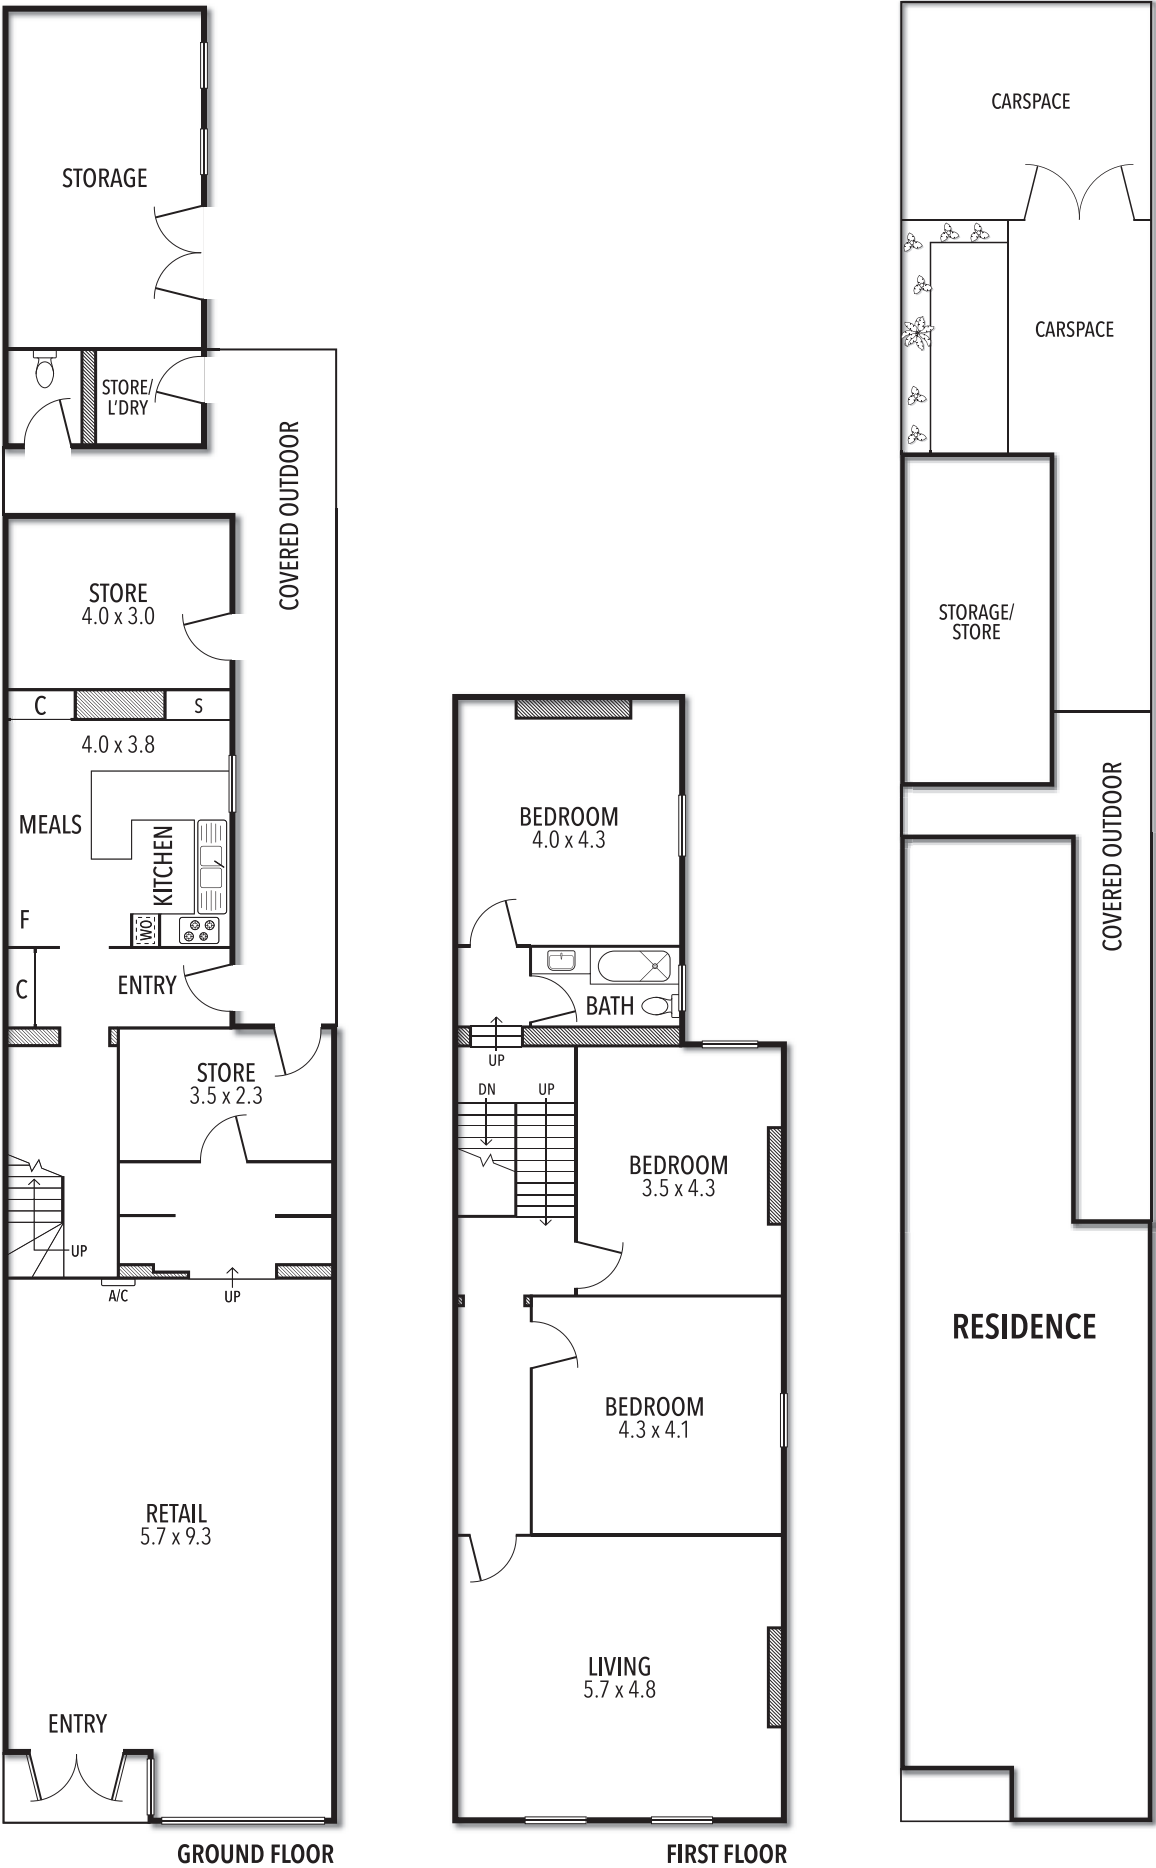 STORAGE
STORE/
L'DRY
COVERED OUTDOOR
STORE
4.0 x 3.0
C
S
4.0 x 3.8
MEALS
KITCHEN
F
WO
C
ENTRY
STORE
3.5 x 2.3
UP
A/C
UP
RETAIL
5.7 x 9.3
ENTRY
GROUND FLOOR
BEDROOM
4.0 x 4.3
BATH
UP
DN
UP
BEDROOM
3.5 x 4.3
BEDROOM
4.3 x 4.1
LIVING
5.7 x 4.8
FIRST FLOOR
CARSPACE
CARSPACE
STORAGE/
STORE
COVERED OUTDOOR
RESIDENCE